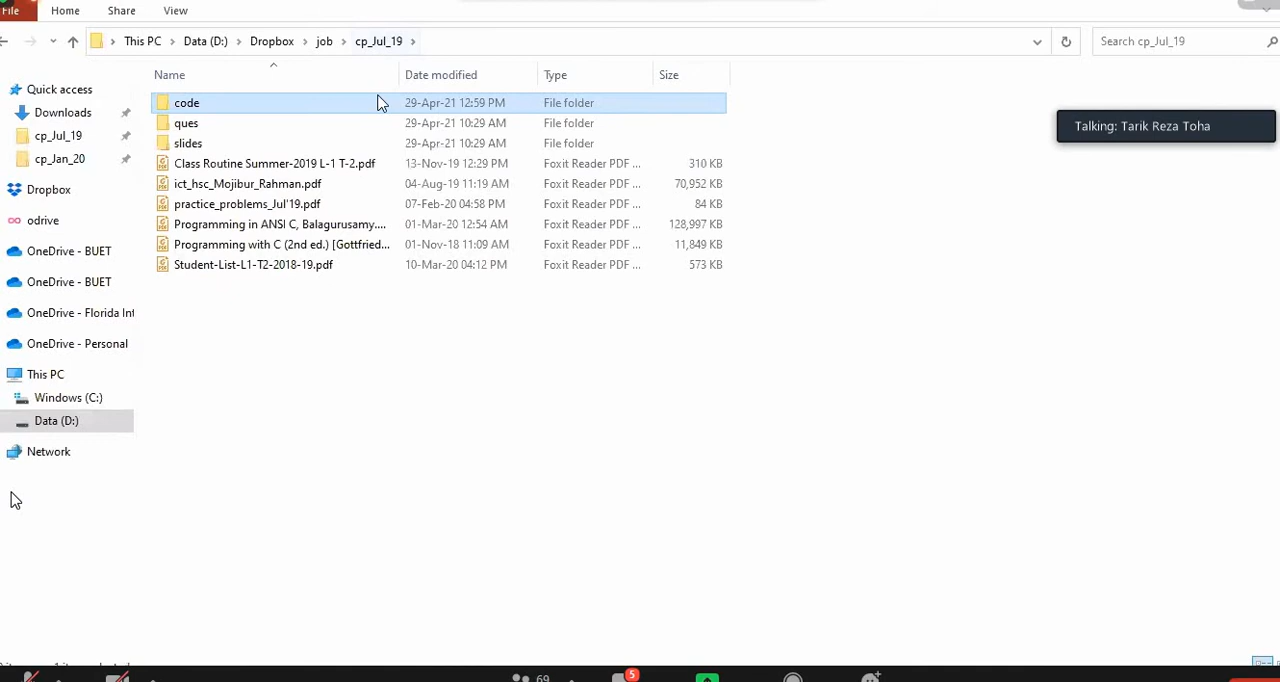 File Home Share View
This PC Data (D:) Dropbox job cp_Jul_19 Search cp_Jul_19
Name Date modified Type Size
Quick access
Downloads
cp_Jul_19
cp_Jan_20
Dropbox
odrive
OneDrive - BUET
OneDrive - BUET
OneDrive - Florida Int
OneDrive - Personal
This PC
Windows (C:)
Data (D:)
Network
code 29-Apr-21 12:59 PM File folder
ques 29-Apr-21 10:29 AM File folder
slides 29-Apr-21 10:29 AM File folder
Class Routine Summer-2019 L-1 T-2.pdf 13-Nov-19 12:29 PM Foxit Reader PDF ... 310 KB
ict_hsc_Mojibur_Rahman.pdf 04-Aug-19 11:19 AM Foxit Reader PDF ... 70,952 KB
practice_problems_Jul'19.pdf 07-Feb-20 04:58 PM Foxit Reader PDF ... 84 KB
Programming in ANSI C, Balagurusamy.... 01-Mar-20 12:54 AM Foxit Reader PDF ... 128,997 KB
Programming with C (2nd ed.) [Gottfried... 01-Nov-18 11:09 AM Foxit Reader PDF ... 11,849 KB
Student-List-L1-T2-2018-19.pdf 10-Mar-20 04:12 PM Foxit Reader PDF ... 573 KB
Talking: Tarik Reza Toha
69 5